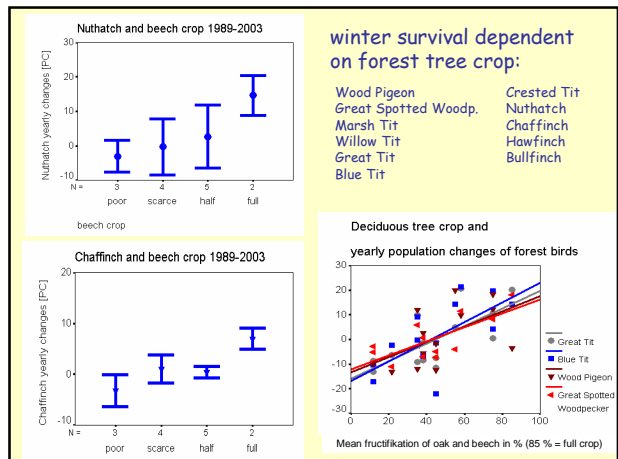 Nuthatch and beech crop 1989-2003
Nuthatch yearly changes [PC]
30
20
10
0
-10
N = 3 4 5 2
poor scarce half full
beech crop
Chaffinch and beech crop 1989-2003
Chaffinch yearly changes [PC]
20
10
0
-10
N = 3 4 5 2
poor scarce half full
winter survival dependent
on forest tree crop:
Wood Pigeon
Great Spotted Woodp.
Marsh Tit
Willow Tit
Great Tit
Blue Tit
Crested Tit
Nuthatch
Chaffinch
Hawfinch
Bullfinch
Deciduous tree crop and
yearly population changes of forest birds
30
20
10
0
-10
-20
-30
0 20 40 60 80 100
Great Tit
Blue Tit
Wood Pigeon
Great Spotted
Woodpecker
Mean fructifikation of oak and beech in % (85 % = full crop)